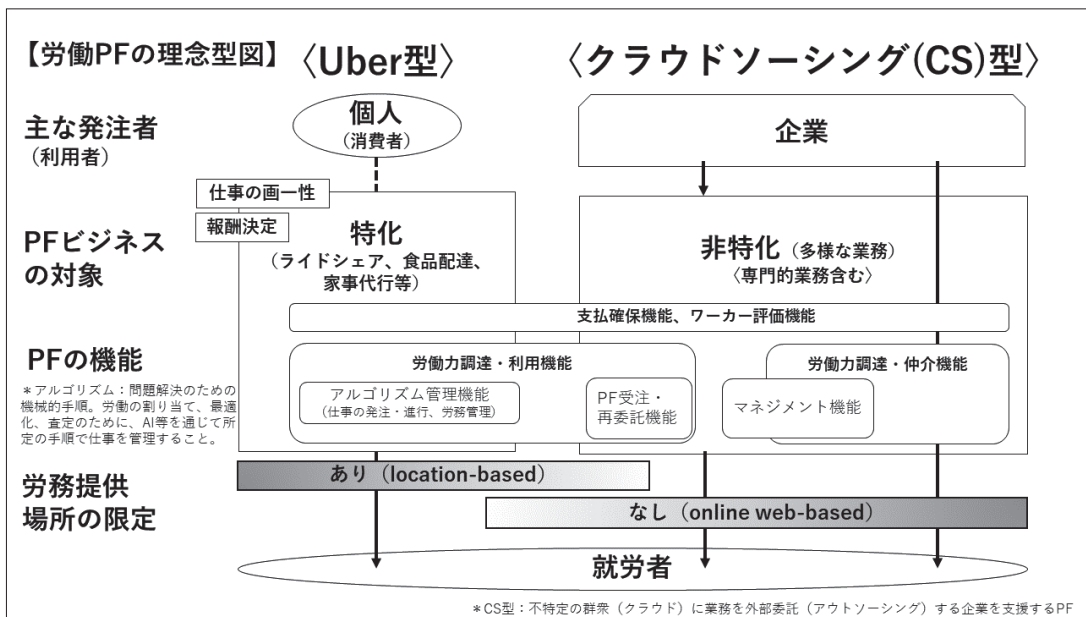 【労働PFの理念型図】
〈Uber型〉
〈クラウドソーシング(CS)型〉
主な発注者
(利用者)
個人
(消費者)
企業
仕事の画一性
報酬決定
PFビジネス
の対象
特化
(ライドシェア、食品配達、
家事代行等)
非特化(多様な業務)
〈専門的業務含む〉
支払確保機能、ワーカー評価機能
PFの機能
＊アルゴリズム：問題解決のための
機械的手順。労働の割り当て、最適
化、査定のために、AI等を通じて所
定の手順で仕事を管理すること。
労働力調達・利用機能
アルゴリズム管理機能
(仕事の発注・進行、労務管理)
PF受注・
再委託機能
労働力調達・仲介機能
マネジメント機能
労務提供
場所の限定
あり(location-based)
なし(online web-based)
就労者
＊CS型：不特定の群衆（クラウド）に業務を外部委託（アウトソーシング）する企業を支援するPF